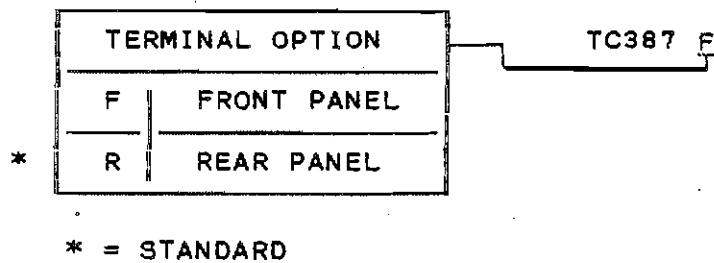 TERMINAL OPTION TC387 F
F FRONT PANEL
* R REAR PANEL
* = STANDARD